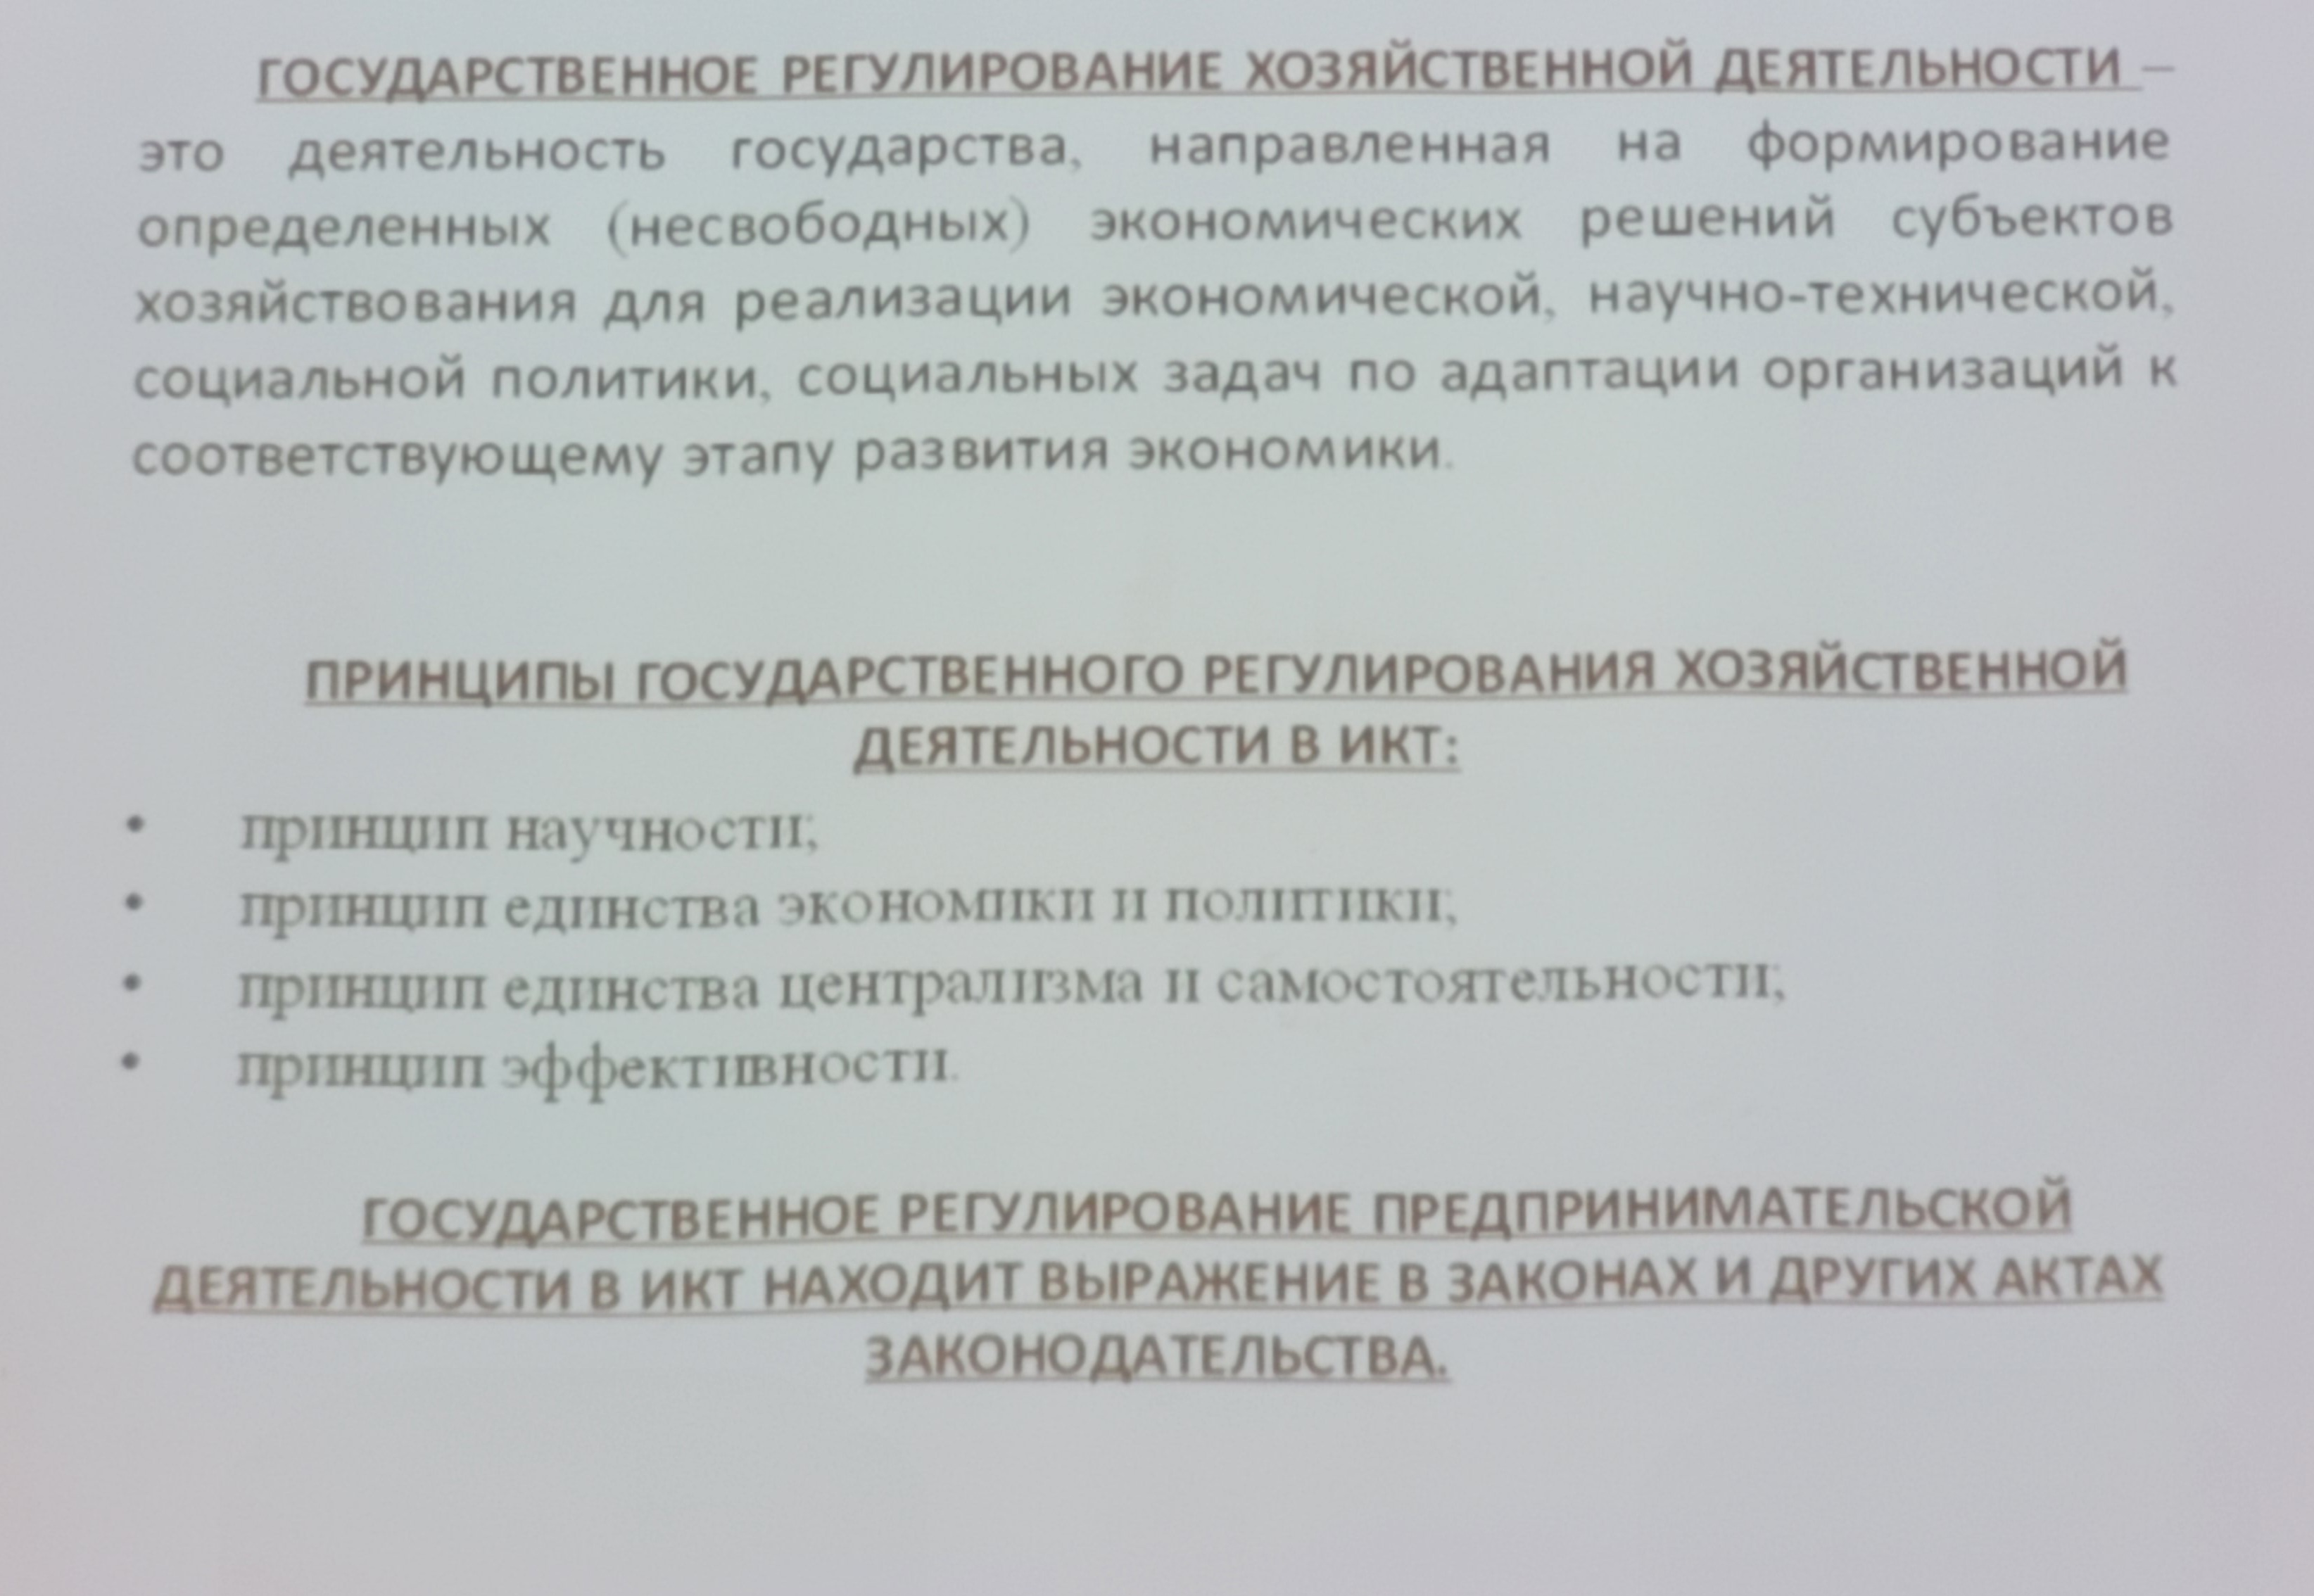 ГОСУДАРСТВЕННОЕ РЕГУЛИРОВАНИЕ ХОЗЯЙСТВЕННОЙ ДЕЯТЕЛЬНОСТИ –
это деятельность государства, направленная на формирование
определенных (несвободных) экономических решений субъектов
хозяйствования для реализации экономической, научно-технической,
социальной политики, социальных задач по адаптации организаций к
соответствующему этапу развития экономики.
ПРИНЦИПЫ ГОСУДАРСТВЕННОГО РЕГУЛИРОВАНИЯ ХОЗЯЙСТВЕННОЙ
ДЕЯТЕЛЬНОСТИ В ИКТ:
• принцип научности;
• принцип единства экономики и политики;
• принцип единства централизма и самостоятельности;
• принцип эффективности.
ГОСУДАРСТВЕННОЕ РЕГУЛИРОВАНИЕ ПРЕДПРИНИМАТЕЛЬСКОЙ
ДЕЯТЕЛЬНОСТИ В ИКТ НАХОДИТ ВЫРАЖЕНИЕ В ЗАКОНАХ И ДРУГИХ АКТАХ
ЗАКОНОДАТЕЛЬСТВА.